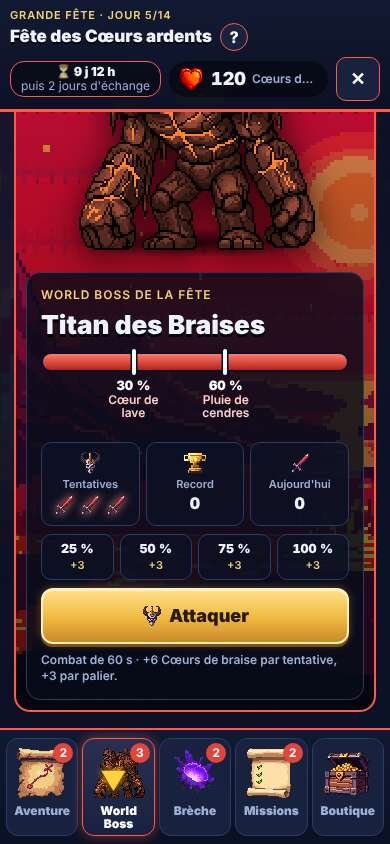 GRANDE FÊTE · JOUR 5/14
Fête des Cœurs ardents
?
⏳ 9 j 12 h
puis 2 jours d'échange
120 Cœurs d...
✕
WORLD BOSS DE LA FÊTE
Titan des Braises
30 %
Cœur de
lave
60 %
Pluie de
cendres
Tentatives
Record
0
Aujourd'hui
0
25 %
+3
50 %
+3
75 %
+3
100 %
+3
Attaquer
Combat de 60 s · +6 Cœurs de braise par tentative,
+3 par palier.
2
Aventure
3
World
Boss
2
Brèche
2
Missions
Boutique